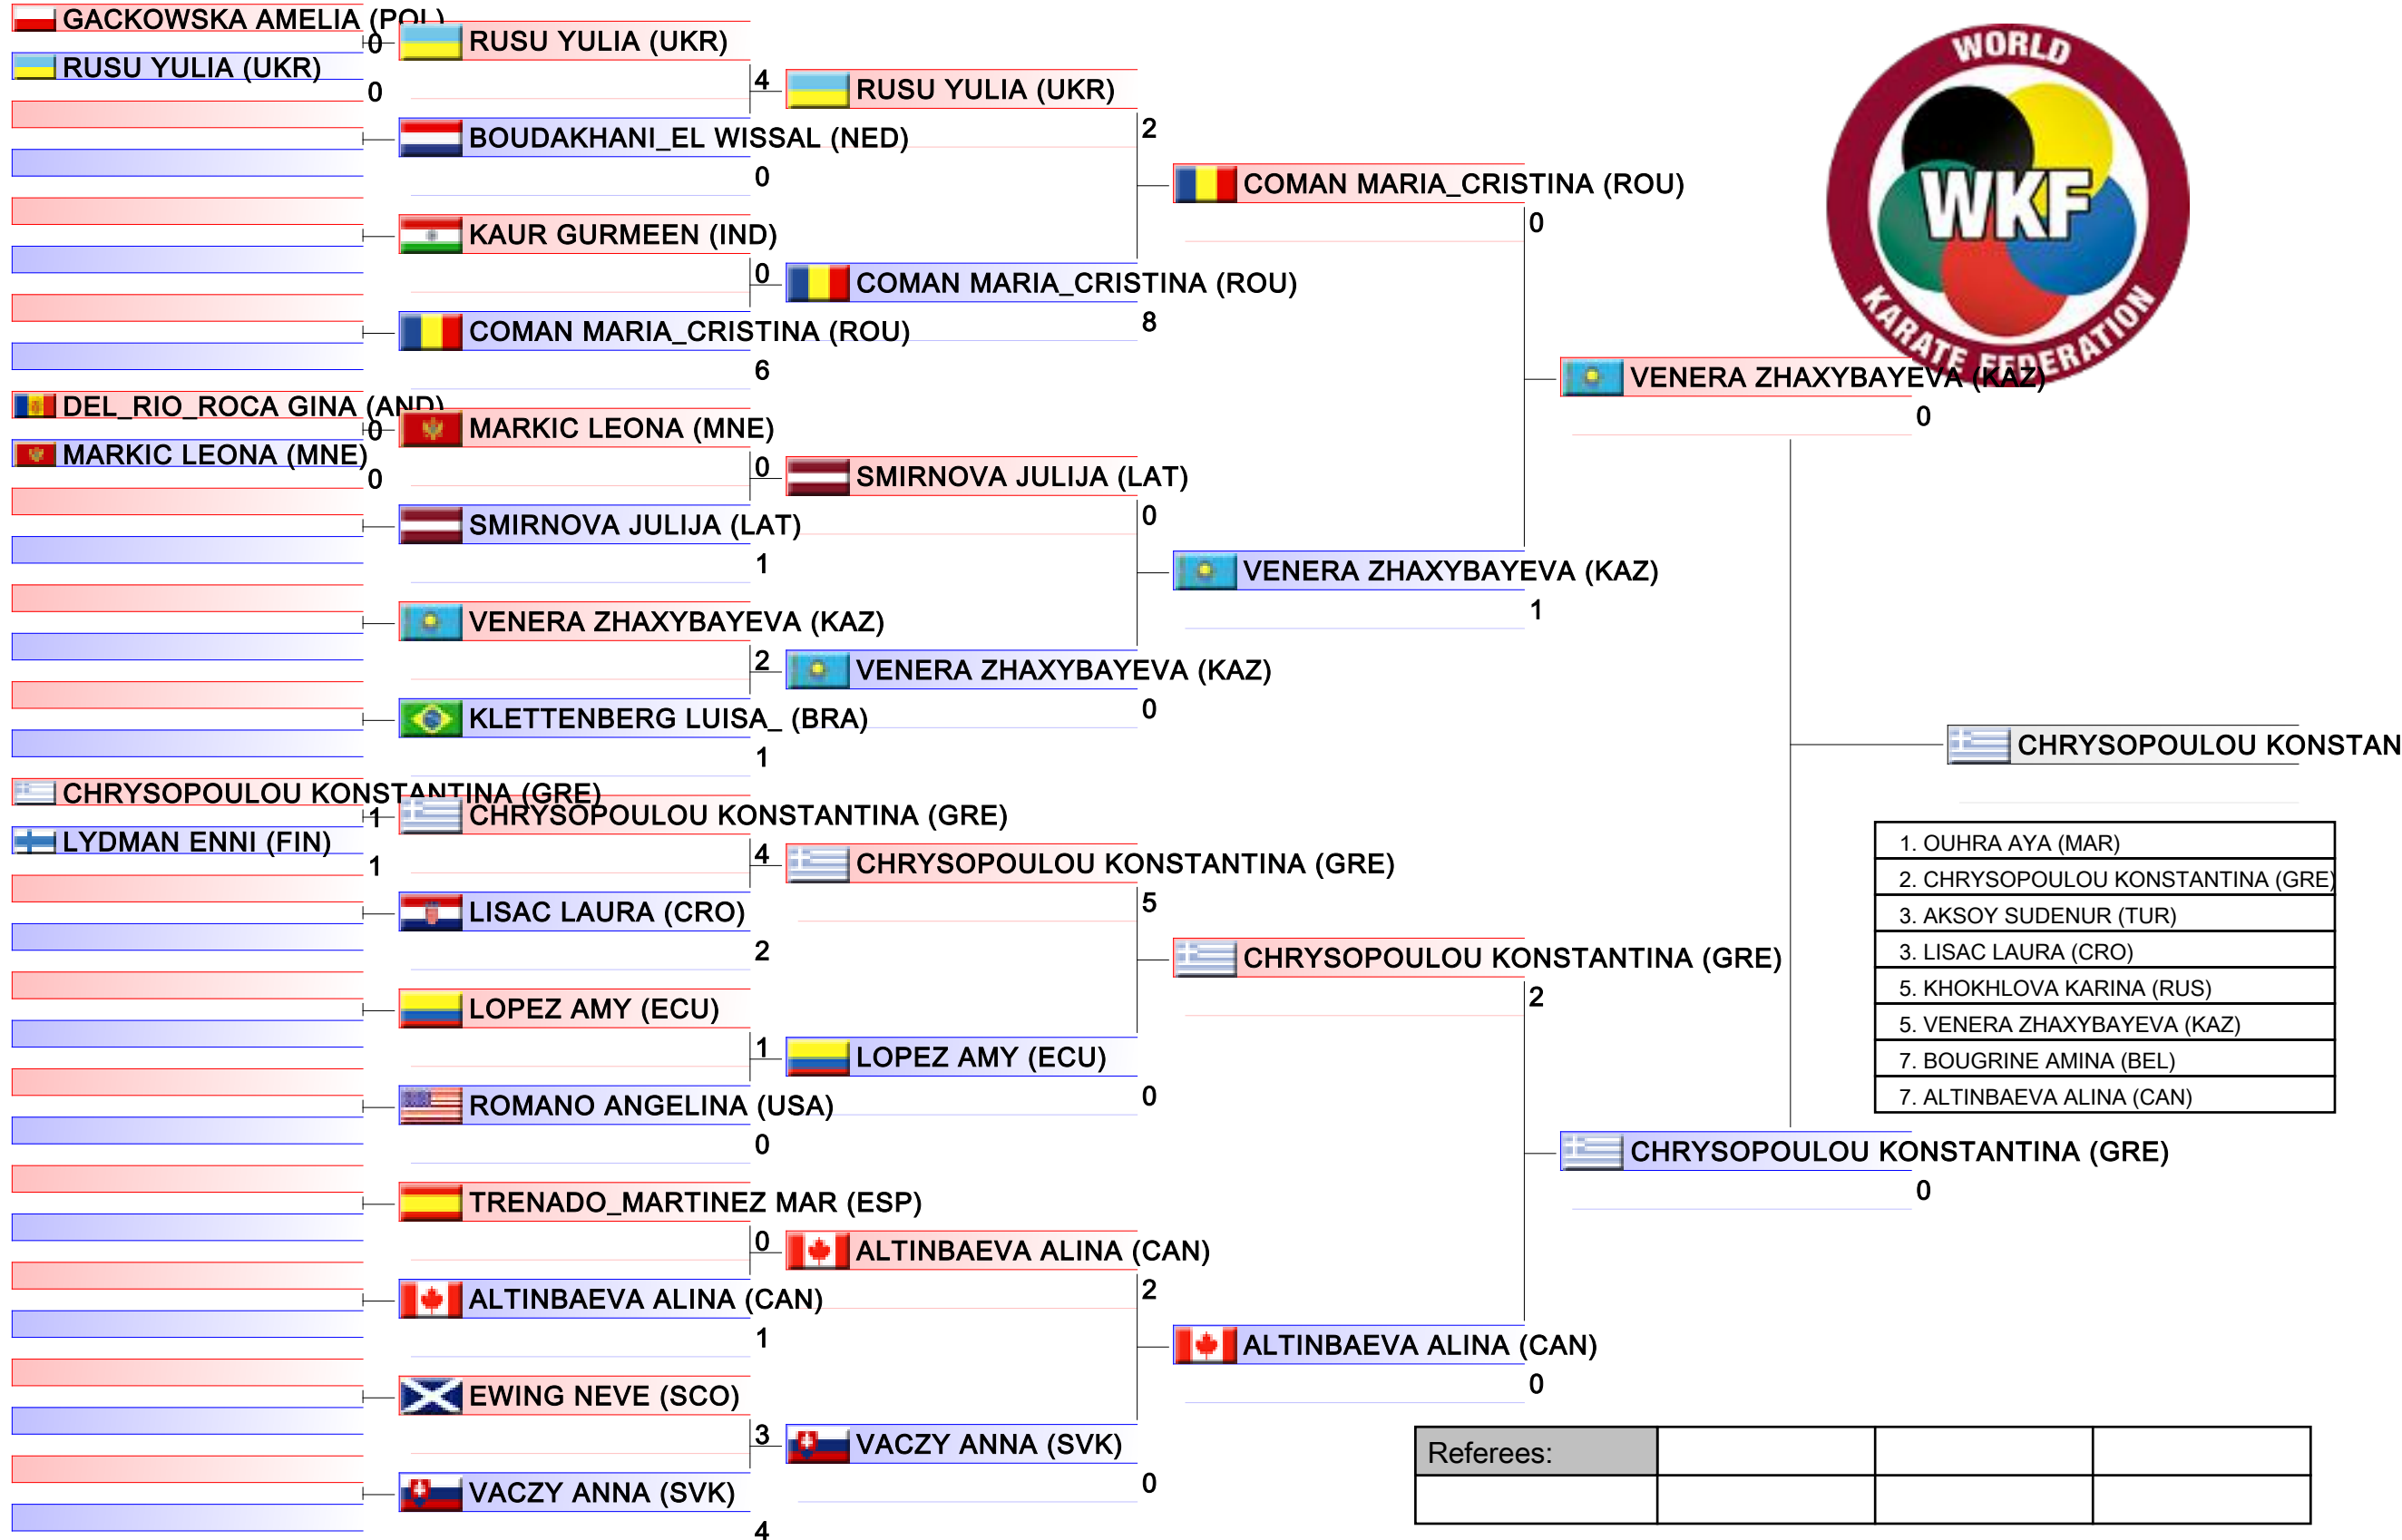 GACKOWSKA AMELIA (POL)
0
RUSU YULIA (UKR)
0
DEL_RIO_ROCA GINA (AND)
0
MARKIC LEONA (MNE)
0
CHRYSOPOULOU KONSTANTINA (GRE)
1
LYDMAN ENNI (FIN)
1
RUSU YULIA (UKR)
4
BOUDAKHANI_EL WISSAL (NED)
0
KAUR GURMEEN (IND)
0
COMAN MARIA_CRISTINA (ROU)
6
MARKIC LEONA (MNE)
0
SMIRNOVA JULIJA (LAT)
1
VENERA ZHAXYBAYEVA (KAZ)
2
KLETTENBERG LUISA_ (BRA)
1
CHRYSOPOULOU KONSTANTINA (GRE)
4
LISAC LAURA (CRO)
2
LOPEZ AMY (ECU)
1
ROMANO ANGELINA (USA)
0
TRENADO_MARTINEZ MAR (ESP)
0
ALTINBAEVA ALINA (CAN)
1
EWING NEVE (SCO)
3
VACZY ANNA (SVK)
4
RUSU YULIA (UKR)
2
COMAN MARIA_CRISTINA (ROU)
8
SMIRNOVA JULIJA (LAT)
0
VENERA ZHAXYBAYEVA (KAZ)
0
CHRYSOPOULOU KONSTANTINA (GRE)
5
LOPEZ AMY (ECU)
0
ALTINBAEVA ALINA (CAN)
2
VACZY ANNA (SVK)
0
COMAN MARIA_CRISTINA (ROU)
0
VENERA ZHAXYBAYEVA (KAZ)
1
CHRYSOPOULOU KONSTANTINA (GRE)
2
ALTINBAEVA ALINA (CAN)
0
VENERA ZHAXYBAYEVA (KAZ)
0
CHRYSOPOULOU KONSTANTINA (GRE)
0
WORLD
WKF
KARATE FEDERATION
CHRYSOPOULOU KONSTAN
1. OUHRA AYA (MAR)
2. CHRYSOPOULOU KONSTANTINA (GRE)
3. AKSOY SUDENUR (TUR)
3. LISAC LAURA (CRO)
5. KHOKHLOVA KARINA (RUS)
5. VENERA ZHAXYBAYEVA (KAZ)
7. BOUGRINE AMINA (BEL)
7. ALTINBAEVA ALINA (CAN)
Referees: